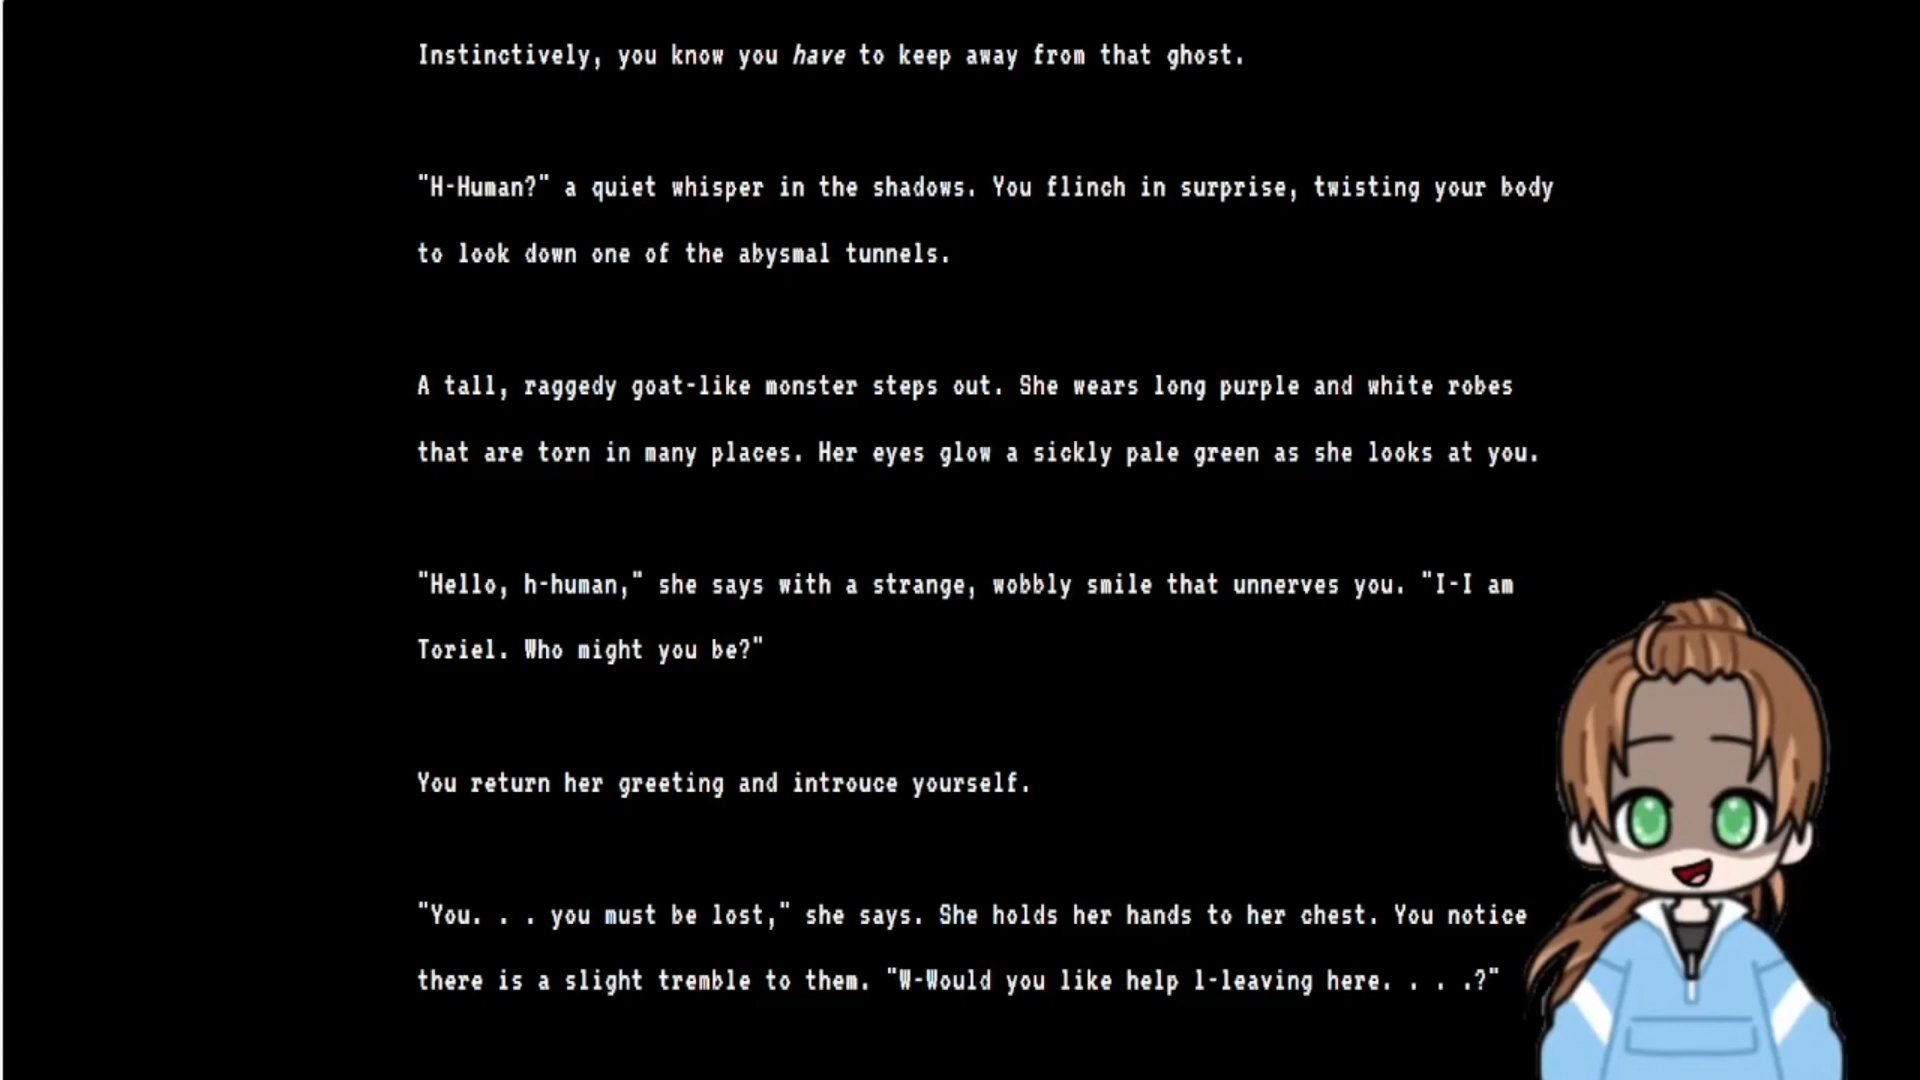 Instinctively, you know you have to keep away from that ghost.
"H-Human?" a quiet whisper in the shadows. You flinch in surprise, twisting your body
to look down one of the abysmal tunnels.
A tall, raggedy goat-like monster steps out. She wears long purple and white robes
that are torn in many places. Her eyes glow a sickly pale green as she looks at you.
"Hello, h-human," she says with a strange, wobbly smile that unnerves you. "I-I am
Toriel. Who might you be?"
You return her greeting and introuce yourself.
"You. . . you must be lost," she says. She holds her hands to her chest. You notice
there is a slight tremble to them. "W-Would you like help l-leaving here. . . .?"